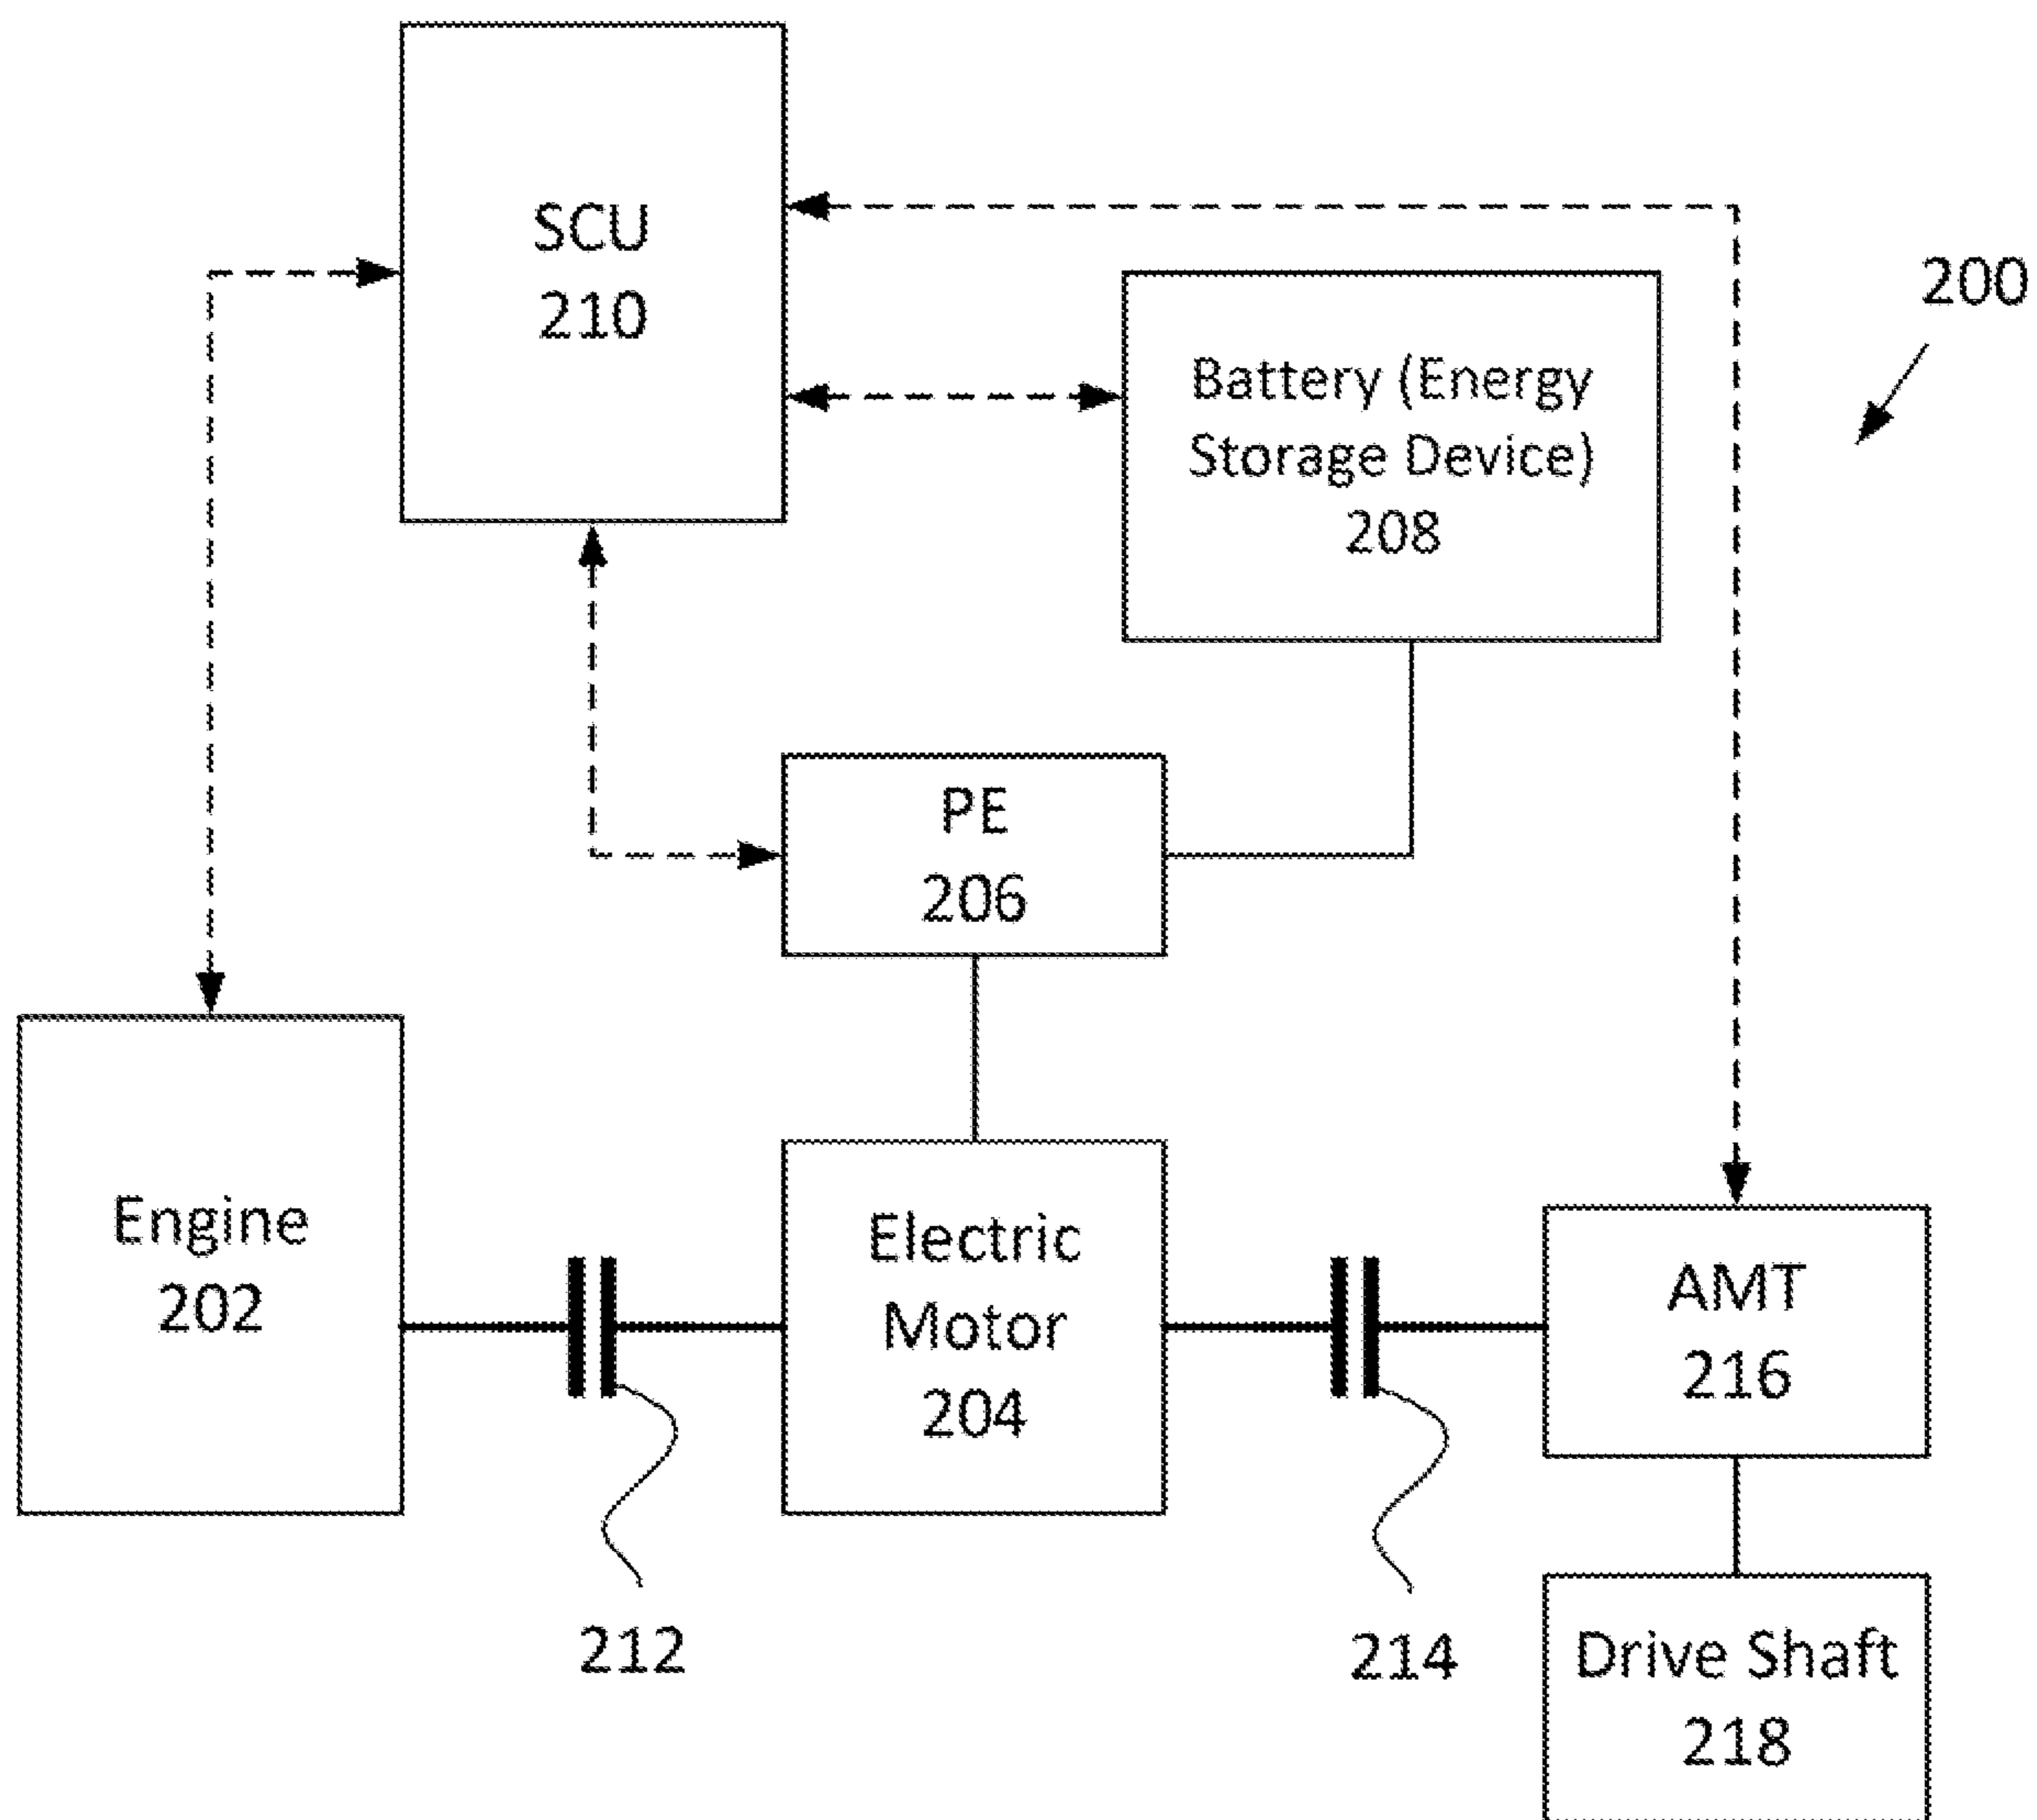 SCU
210
200
Battery (Energy
Storage Device)
208
PE
206
Engine
202
Electric
Motor
204
AMT
216
212
214
Drive Shaft
218